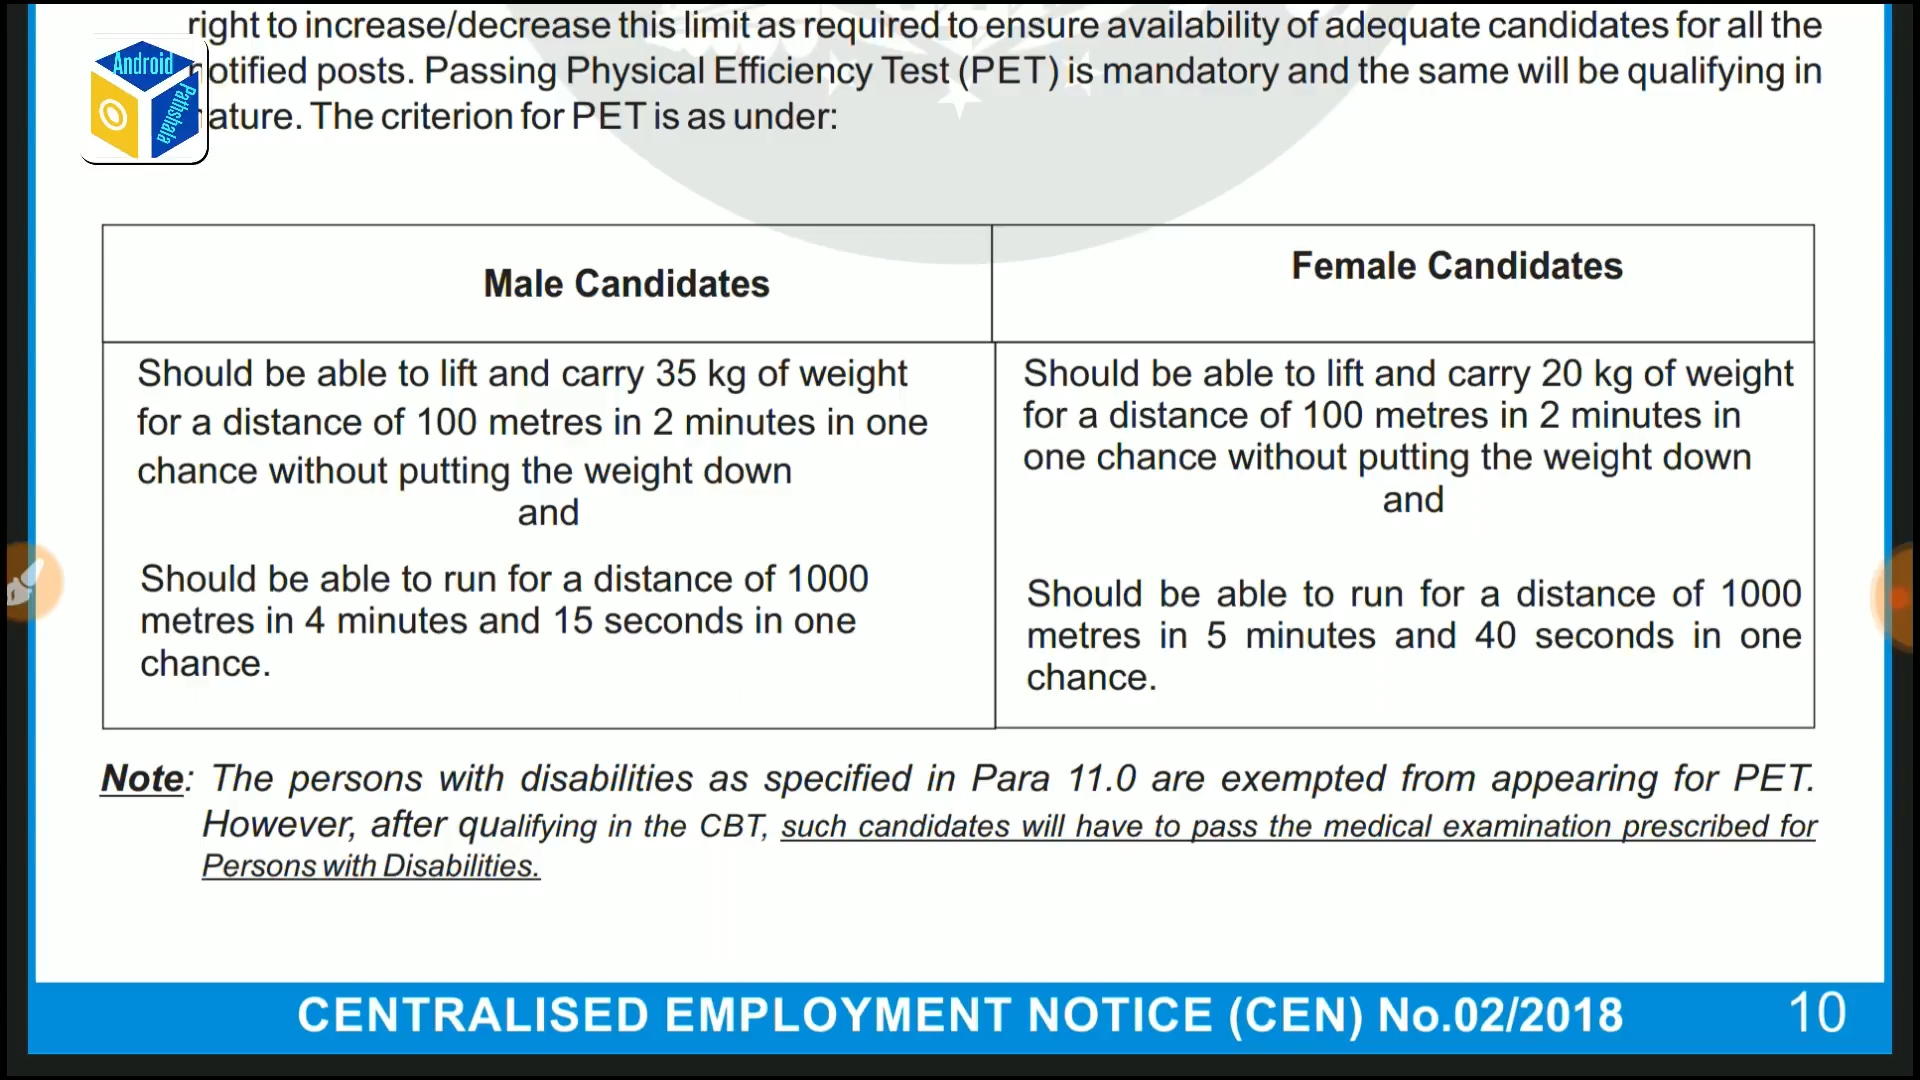 right to increase/decrease this limit as required to ensure availability of adequate candidates for all the
notified posts. Passing Physical Efficiency Test (PET) is mandatory and the same will be qualifying in
nature. The criterion for PET is as under:
Android
Pathshala
Male Candidates
Female Candidates
Should be able to lift and carry 35 kg of weight
for a distance of 100 metres in 2 minutes in one
chance without putting the weight down
and
Should be able to run for a distance of 1000
metres in 4 minutes and 15 seconds in one
chance.
Should be able to lift and carry 20 kg of weight
for a distance of 100 metres in 2 minutes in
one chance without putting the weight down
and
Should be able to run for a distance of 1000
metres in 5 minutes and 40 seconds in one
chance.
Note: The persons with disabilities as specified in Para 11.0 are exempted from appearing for PET.
However, after qualifying in the CBT, such candidates will have to pass the medical examination prescribed for
Persons with Disabilities.
CENTRALISED EMPLOYMENT NOTICE (CEN) No.02/2018 10